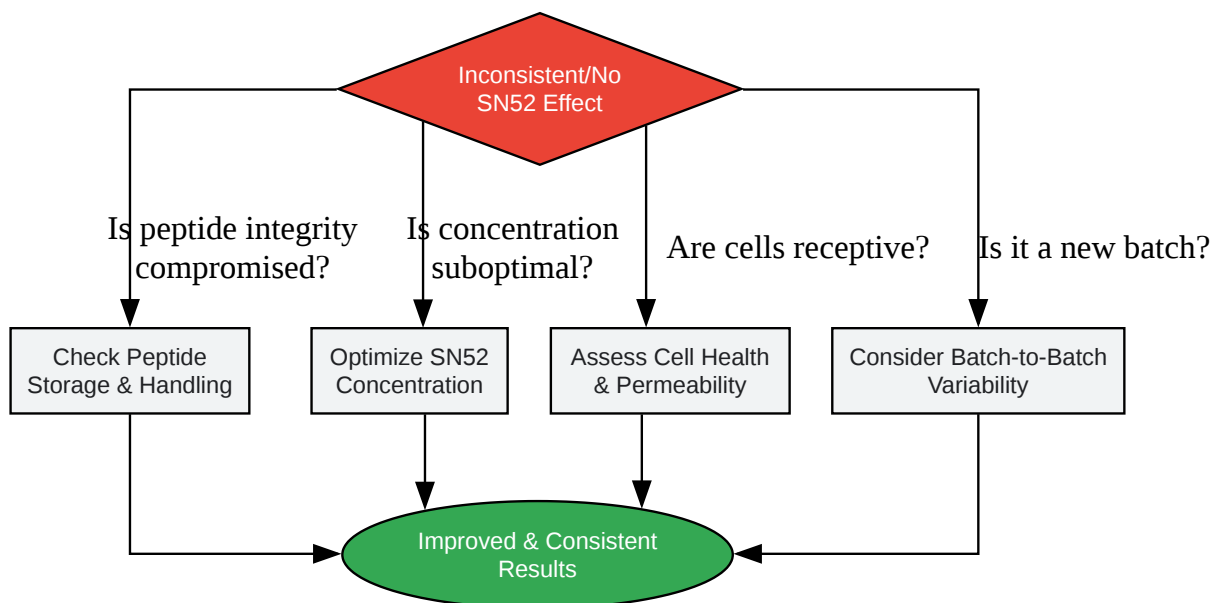 Inconsistent/No
SN52 Effect
Is peptide integrity
compromised?
Is concentration
suboptimal?
Are cells receptive?
Is it a new batch?
Check Peptide
Storage & Handling
Optimize SN52
Concentration
Assess Cell Health
& Permeability
Consider Batch-to-Batch
Variability
Improved & Consistent
Results